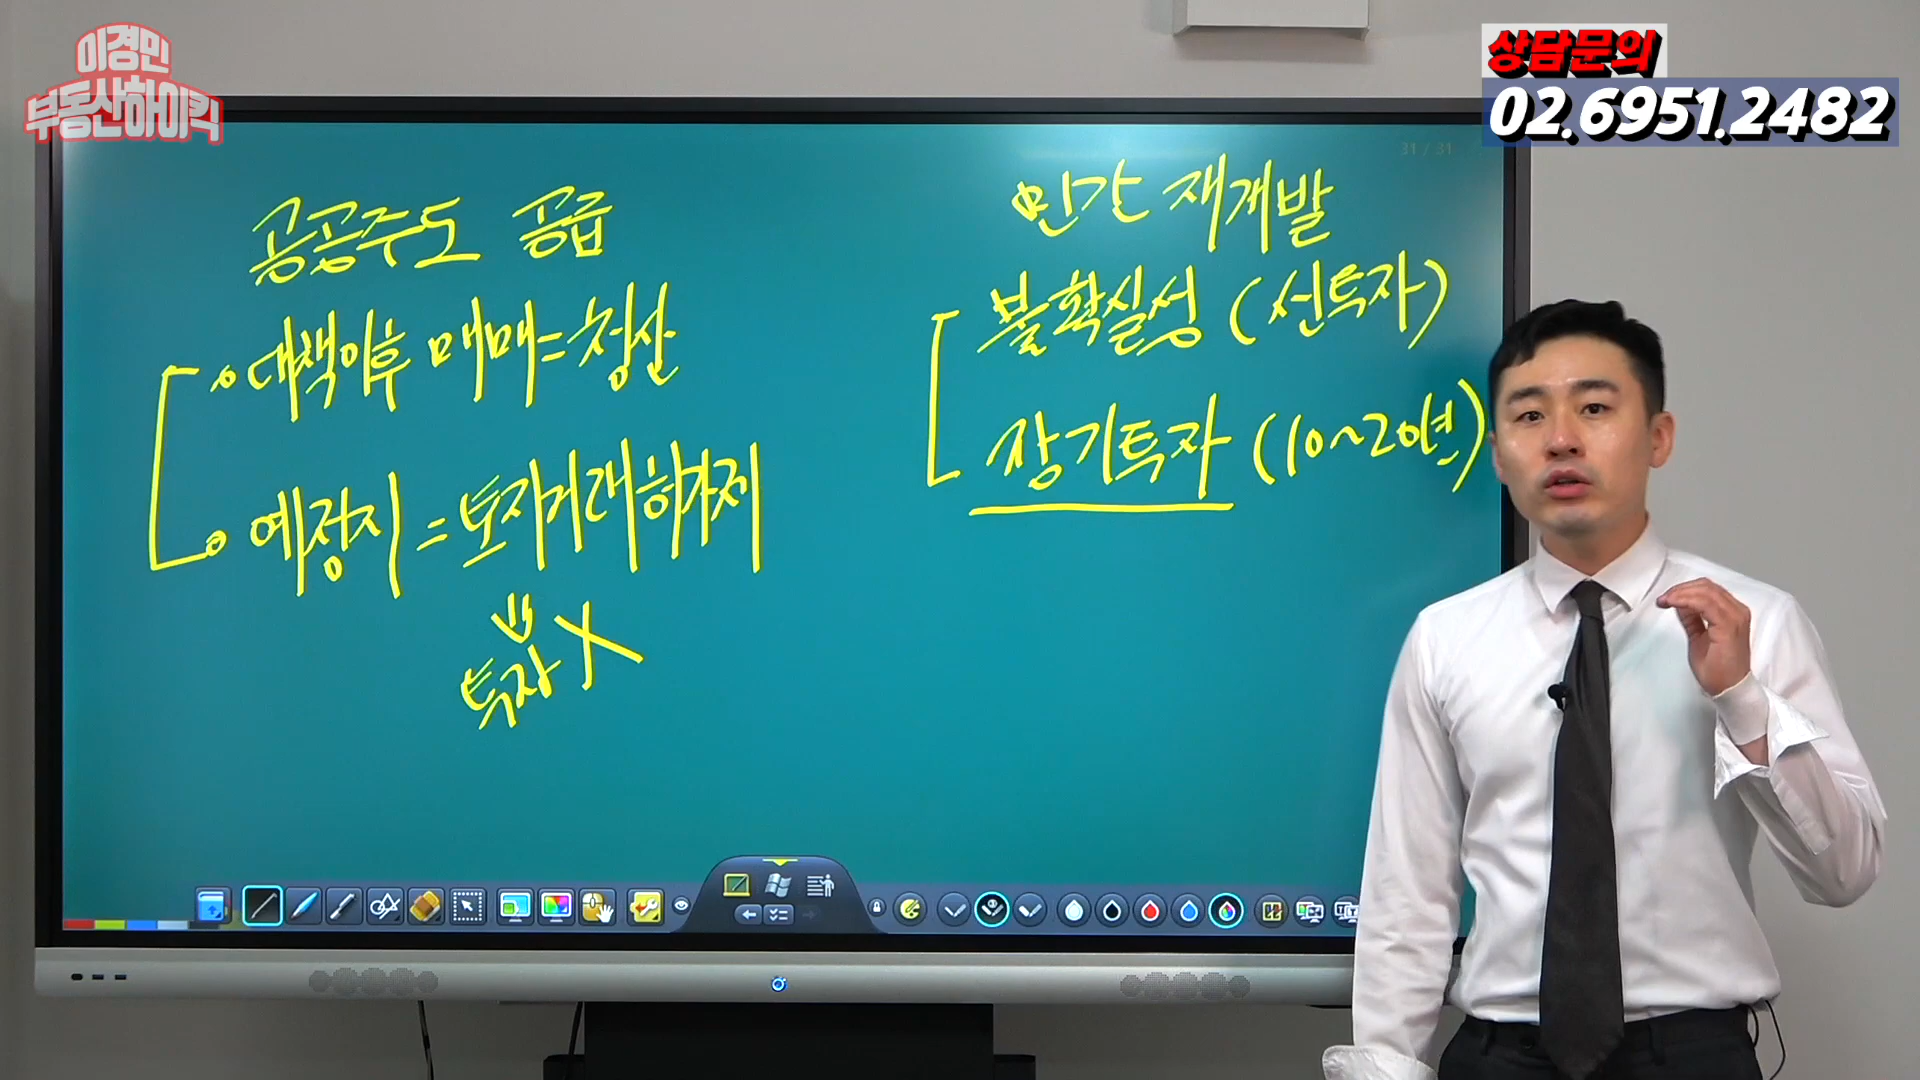 이경민
부동산하이킥
상담문의
02.6951.2482
31 / 31
공공주도 공급
대책이후 매매=청산
예정지=토지거래허가제
투자 X
민간 재개발
불확실성 (선투자)
장기투자 (10~20년)